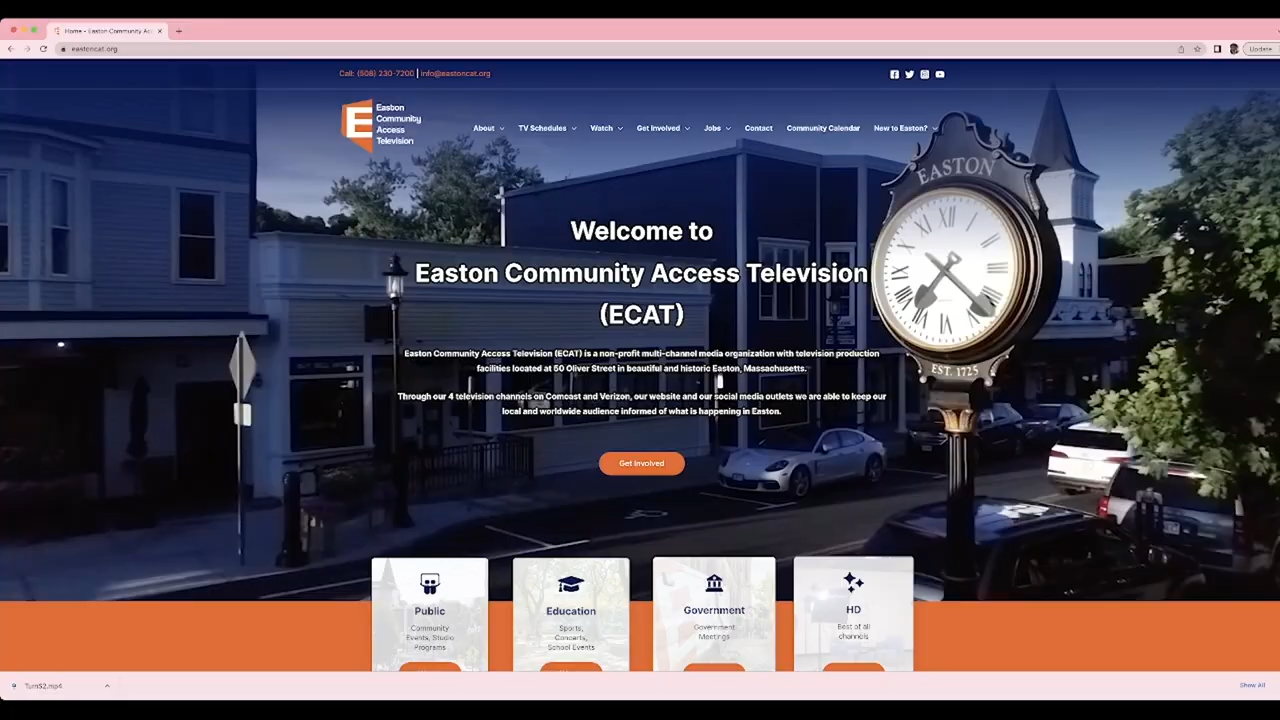 Home - Easton Community Acc
eastoncat.org
Update
Call: (508) 230-7200 | info@eastoncat.org
Easton
Community
Access
Television
About
TV Schedules
Watch
Get Involved
Jobs
Contact
Community Calendar
New to Easton?
EASTON
EST. 1725
Welcome to
Easton Community Access Television
(ECAT)
Easton Community Access Television (ECAT) is a non-profit multi-channel media organization with television production
facilities located at 50 Oliver Street in beautiful and historic Easton, Massachusetts.
Through our 4 television channels on Comcast and Verizon, our website and our social media outlets we are able to keep our
local and worldwide audience informed of what is happening in Easton.
Get Involved
Public
Community
Events, Studio
Programs
Education
Sports,
Concerts,
School Events
Government
Government
Meetings
HD
Best of all
channels
TurnS2.mp4
Show All